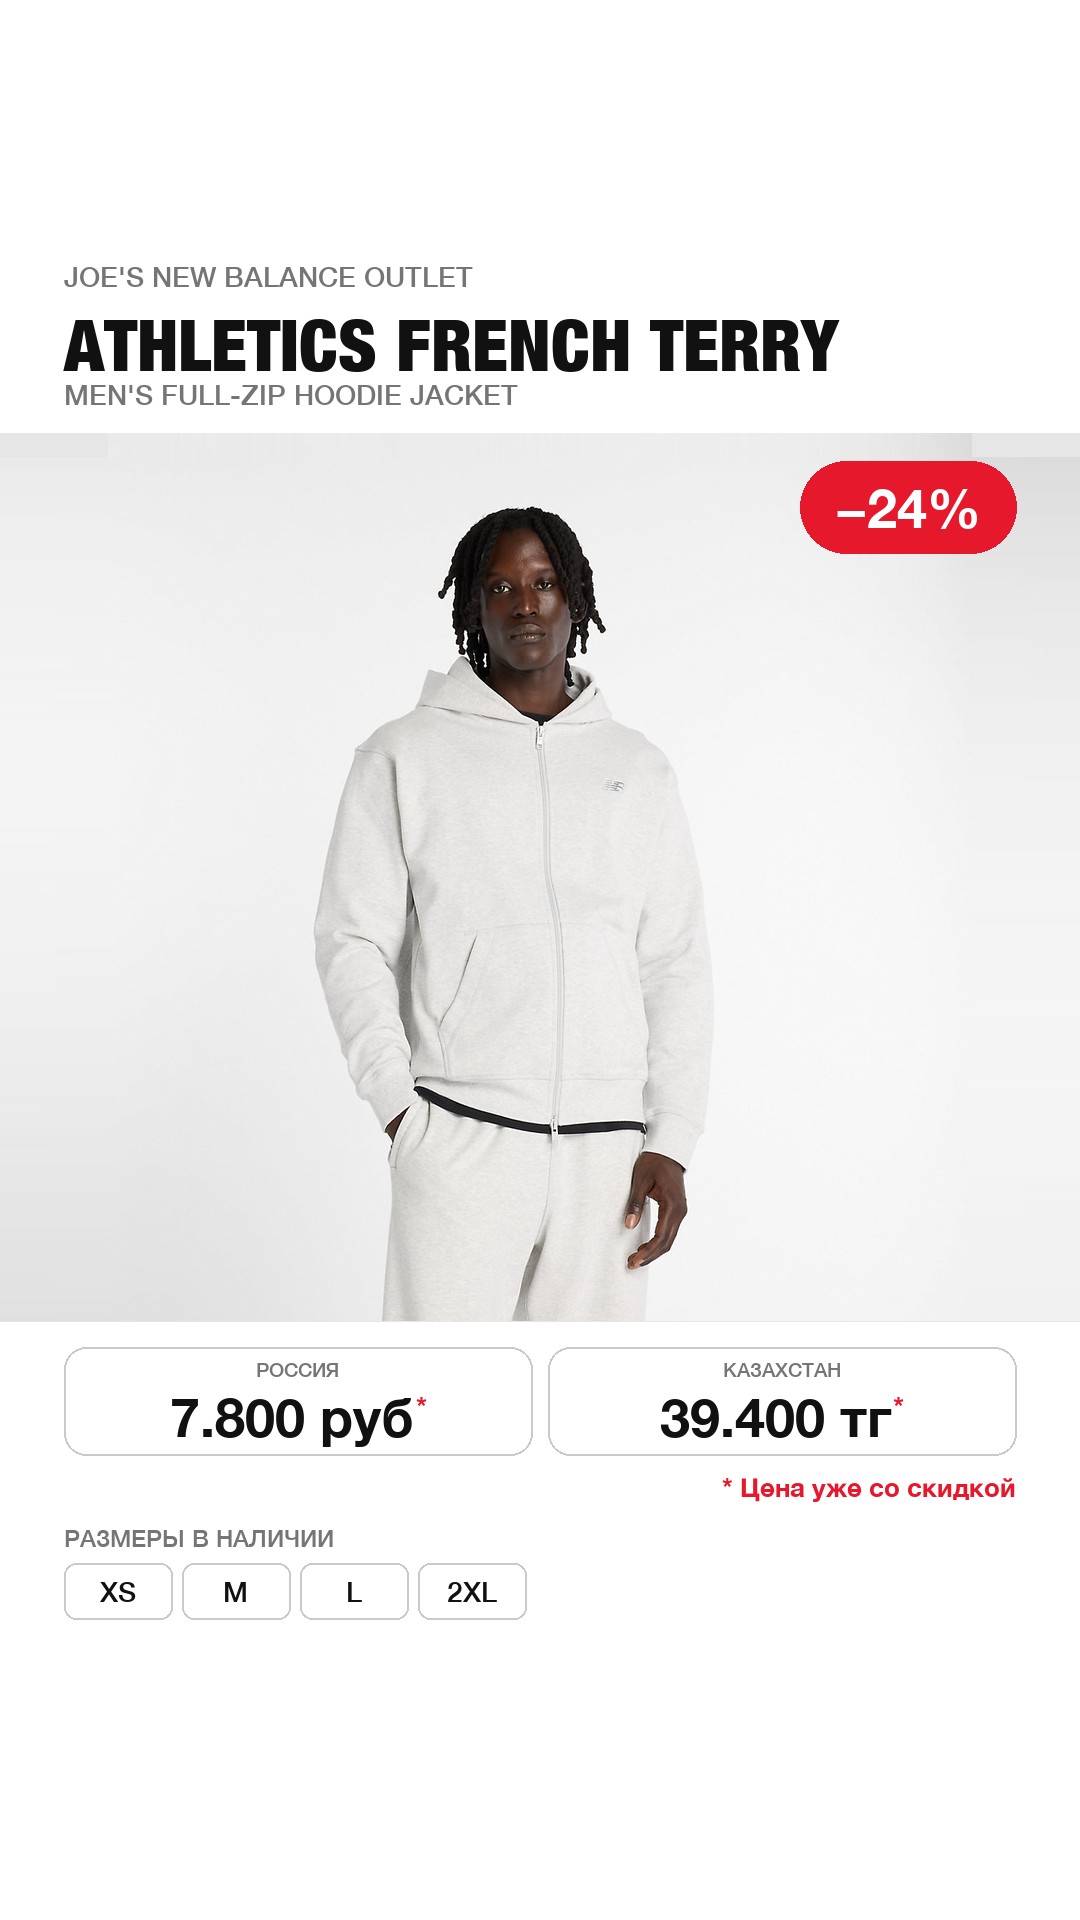 JOE'S NEW BALANCE OUTLET
ATHLETICS FRENCH TERRY
MEN'S FULL-ZIP HOODIE JACKET
–24%
РОССИЯ
7.800 руб*
КАЗАХСТАН
39.400 тг*
* Цена уже со скидкой
РАЗМЕРЫ В НАЛИЧИИ
XS
M
L
2XL